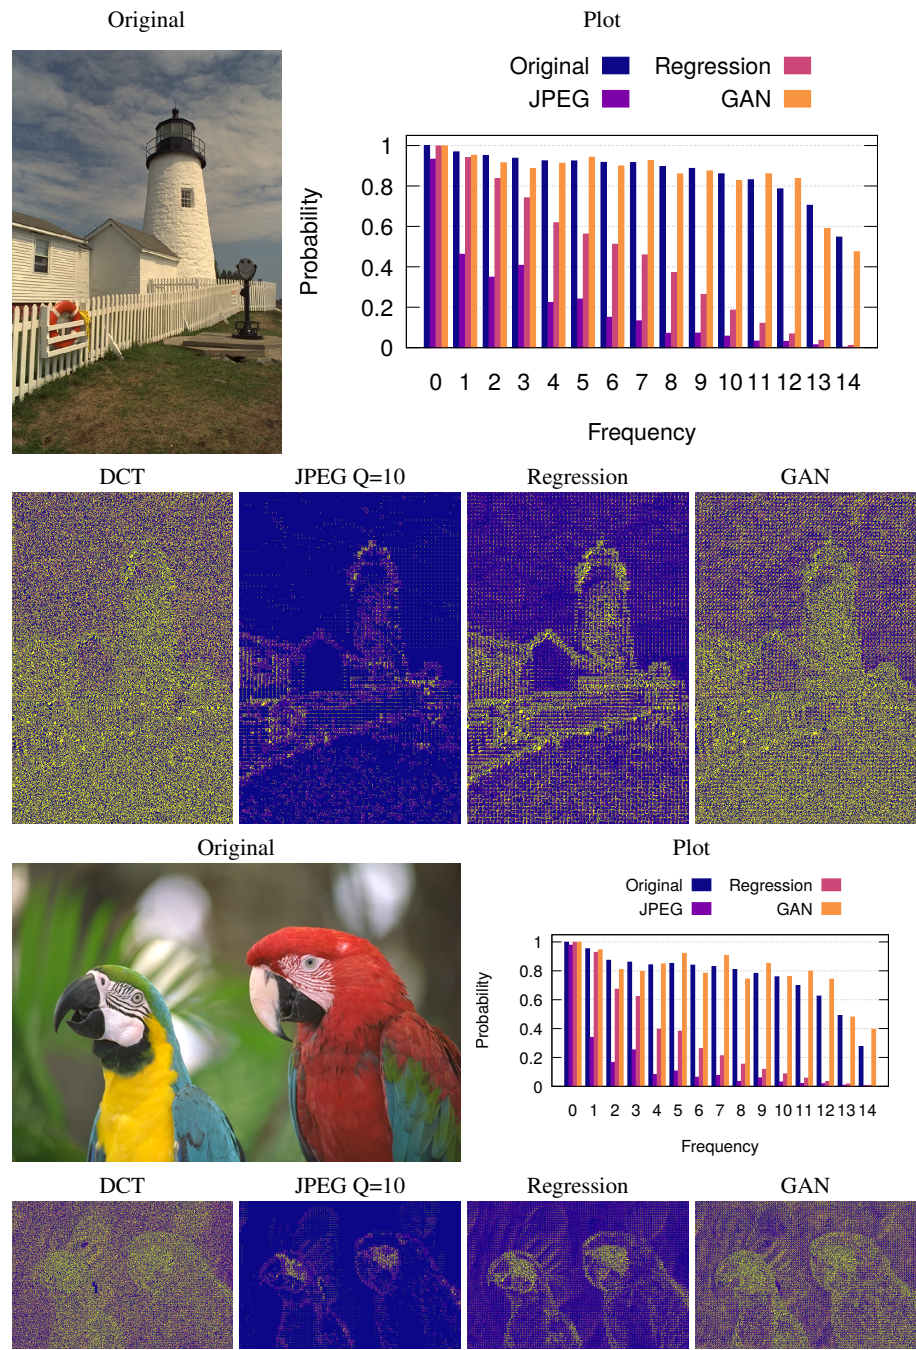 Original Plot
Original Regression
JPEG GAN
1
0.8
0.6
0.4
0.2
0
Probability
0 1 2 3 4 5 6 7 8 9 10 11 12 13 14
Frequency
DCT JPEG Q=10 Regression GAN
Original Plot
Original Regression
JPEG GAN
1
0.8
0.6
0.4
0.2
0
Probability
0 1 2 3 4 5 6 7 8 9 10 11 12 13 14
Frequency
DCT JPEG Q=10 Regression GAN